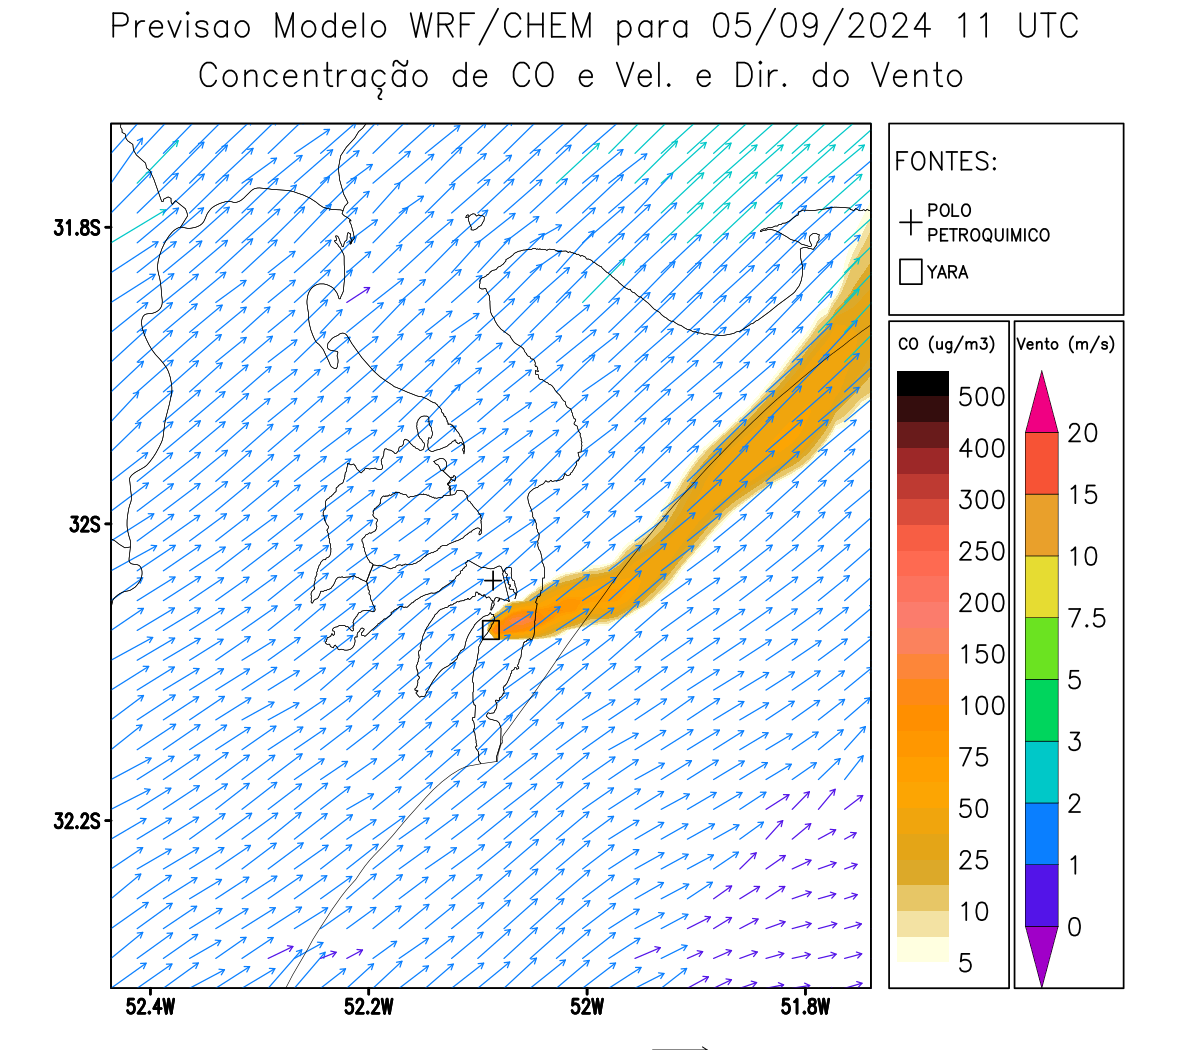 Previsao Modelo WRF/CHEM para 05/09/2024 11 UTC
Concentração de CO e Vel. e Dir. do Vento
FONTES:
POLO
PETROQUIMICO
YARA
CO (ug/m3)
500
400
300
250
200
150
100
75
50
25
10
5
Vento (m/s)
20
15
10
7.5
5
3
2
1
0
31.8S
32S
32.2S
52.4W
52.2W
52W
51.8W